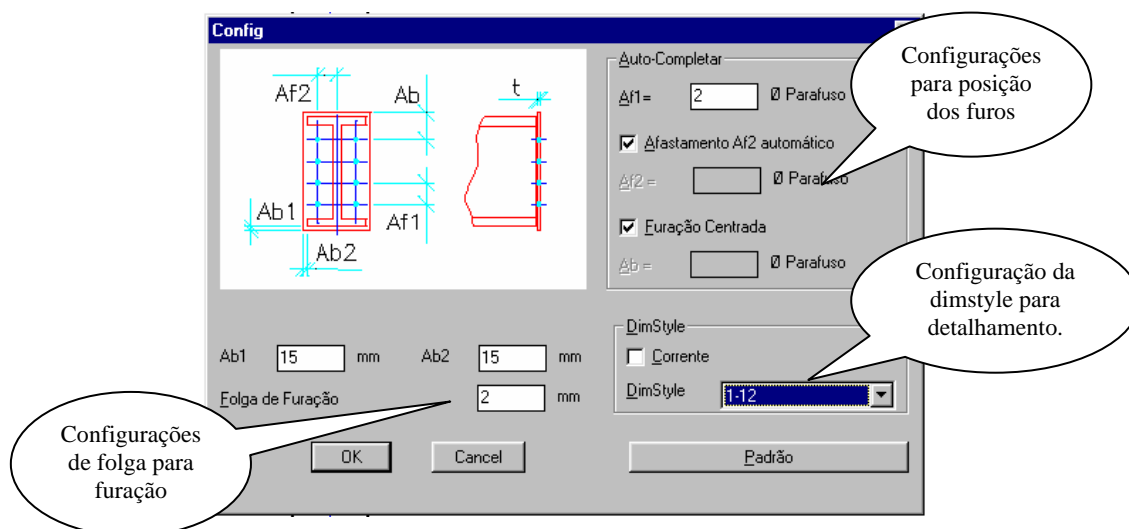 Config
Af2
Ab
t
Ab1
Af1
Ab2
Auto-Completar
Af1=
2
Ø Parafuso
Afastamento Af2 automático
Af2 =
Ø Parafuso
Furação Centrada
Ab =
Ø Parafuso
Configurações
para posição
dos furos
Ab1
15
mm
Ab2
15
mm
Folga de Furação
2
mm
DimStyle
Corrente
DimStyle
1-12
Configuração da
dimstyle para
detalhamento.
Configurações
de folga para
furação
OK
Cancel
Padrão